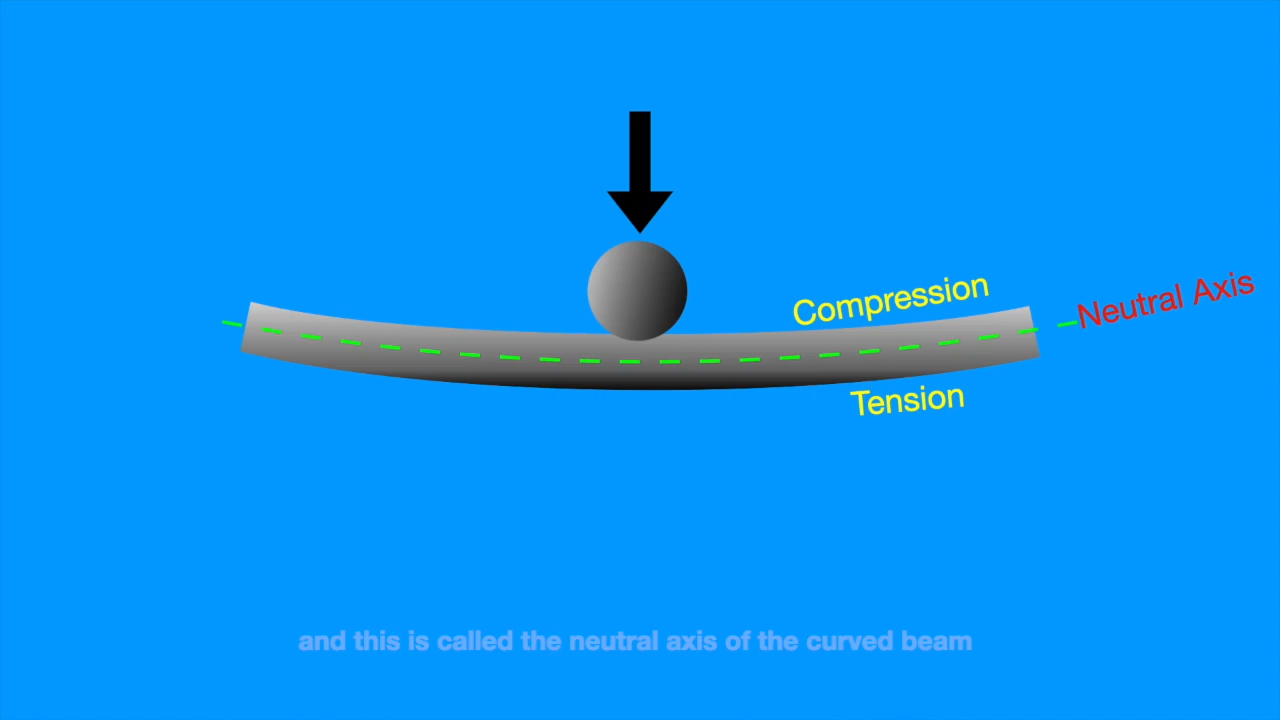 Compression
Neutral Axis
Tension
and this is called the neutral axis of the curved beam